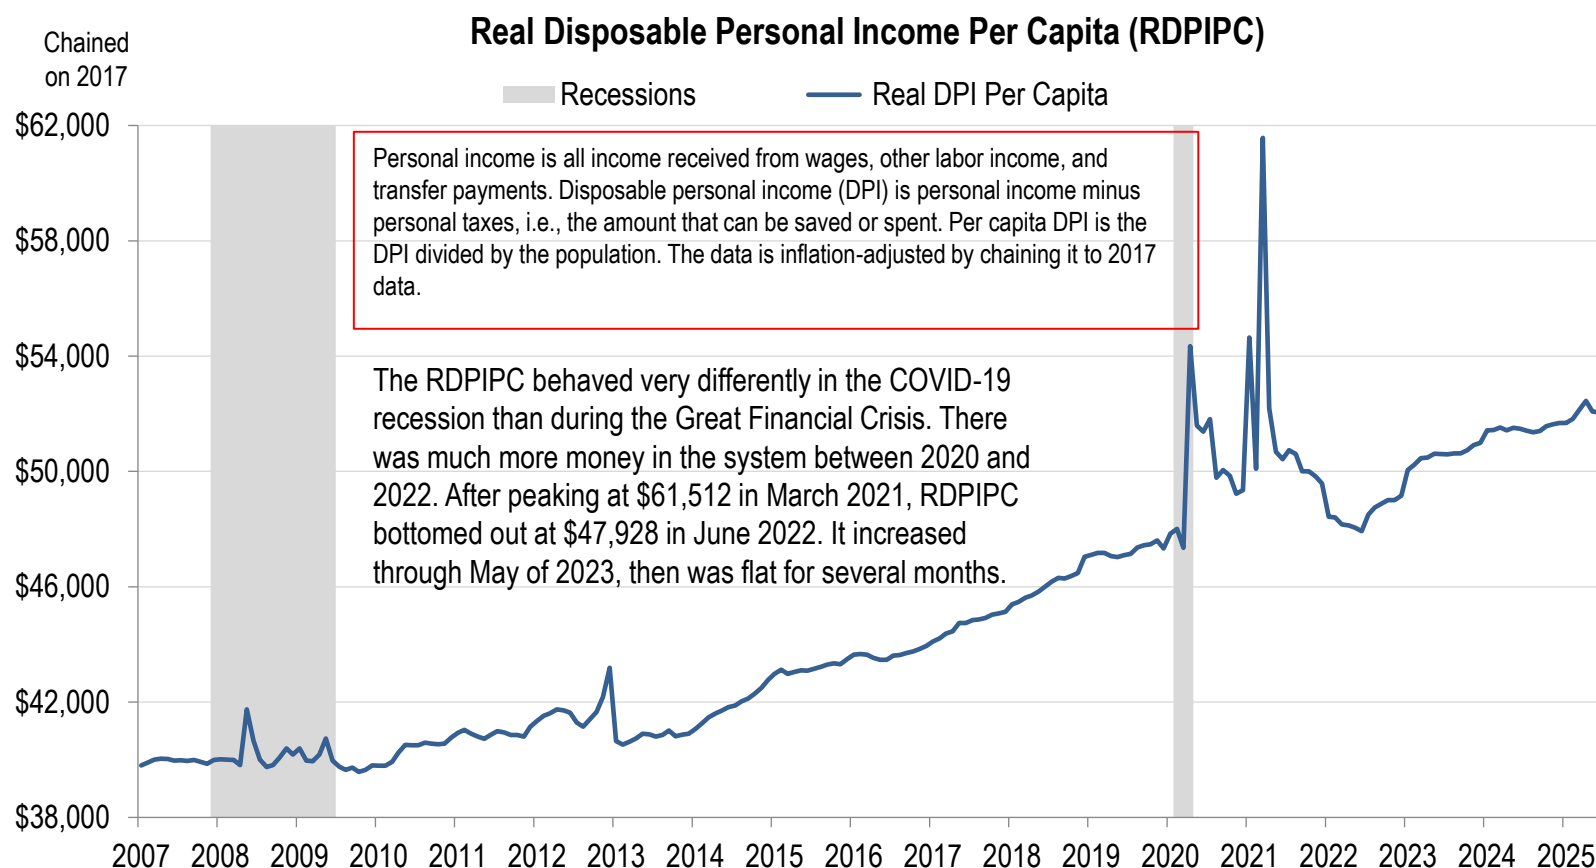 Real Disposable Personal Income Per Capita (RDPIPC)
Chained
on 2017
Recessions
Real DPI Per Capita
$62,000
$58,000
$54,000
$50,000
$46,000
$42,000
$38,000
Personal income is all income received from wages, other labor income, and
transfer payments. Disposable personal income (DPI) is personal income minus
personal taxes, i.e., the amount that can be saved or spent. Per capita DPI is the
DPI divided by the population. The data is inflation-adjusted by chaining it to 2017
data.
The RDPIPC behaved very differently in the COVID-19
recession than during the Great Financial Crisis. There
was much more money in the system between 2020 and
2022. After peaking at $61,512 in March 2021, RDPIPC
bottomed out at $47,928 in June 2022. It increased
through May of 2023, then was flat for several months.
2007 2008 2009 2010 2011 2012 2013 2014 2015 2016 2017 2018 2019 2020 2021 2022 2023 2024 2025